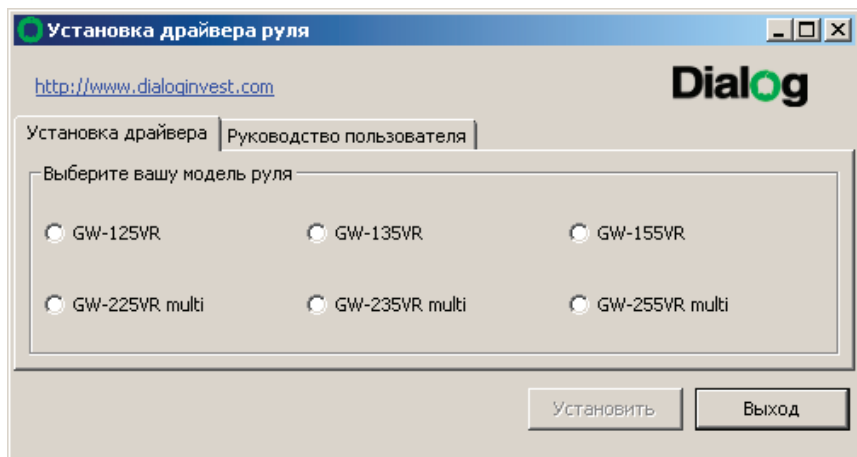 Установка драйвера руля
http://www.dialoginvest.com
Dialog
Установка драйвера
Руководство пользователя
Выберите вашу модель руля
GW-125VR
GW-135VR
GW-155VR
GW-225VR multi
GW-235VR multi
GW-255VR multi
Установить
Выход